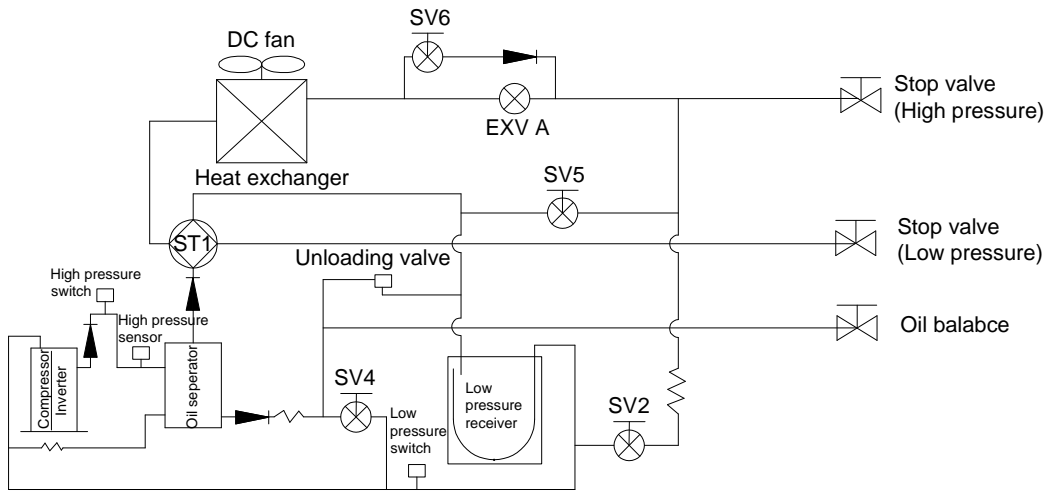 SV6
DC fan
Stop valve
(High pressure)
EXV A
Heat exchanger
SV5
ST1
Stop valve
(Low pressure)
Unloading valve
High pressure
switch
High pressure
sensor
Oil balabce
Compressor
Inverter
Oil seperator
SV4
Low
pressure
switch
Low
pressure
receiver
SV2